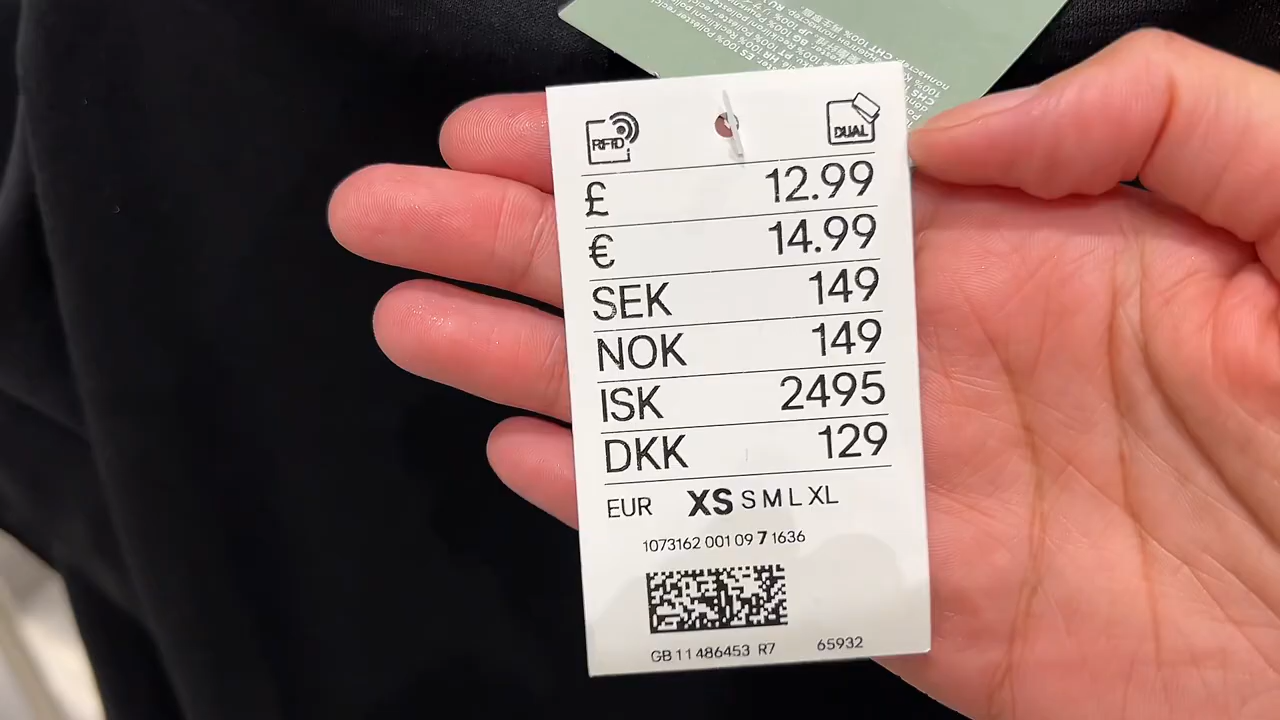 RFID
DUAL
£ 12.99
€ 14.99
SEK 149
NOK 149
ISK 2495
DKK 129
EUR XS S M L XL
1073162 001 09 7 1636
GB 11 486453 R7 65932